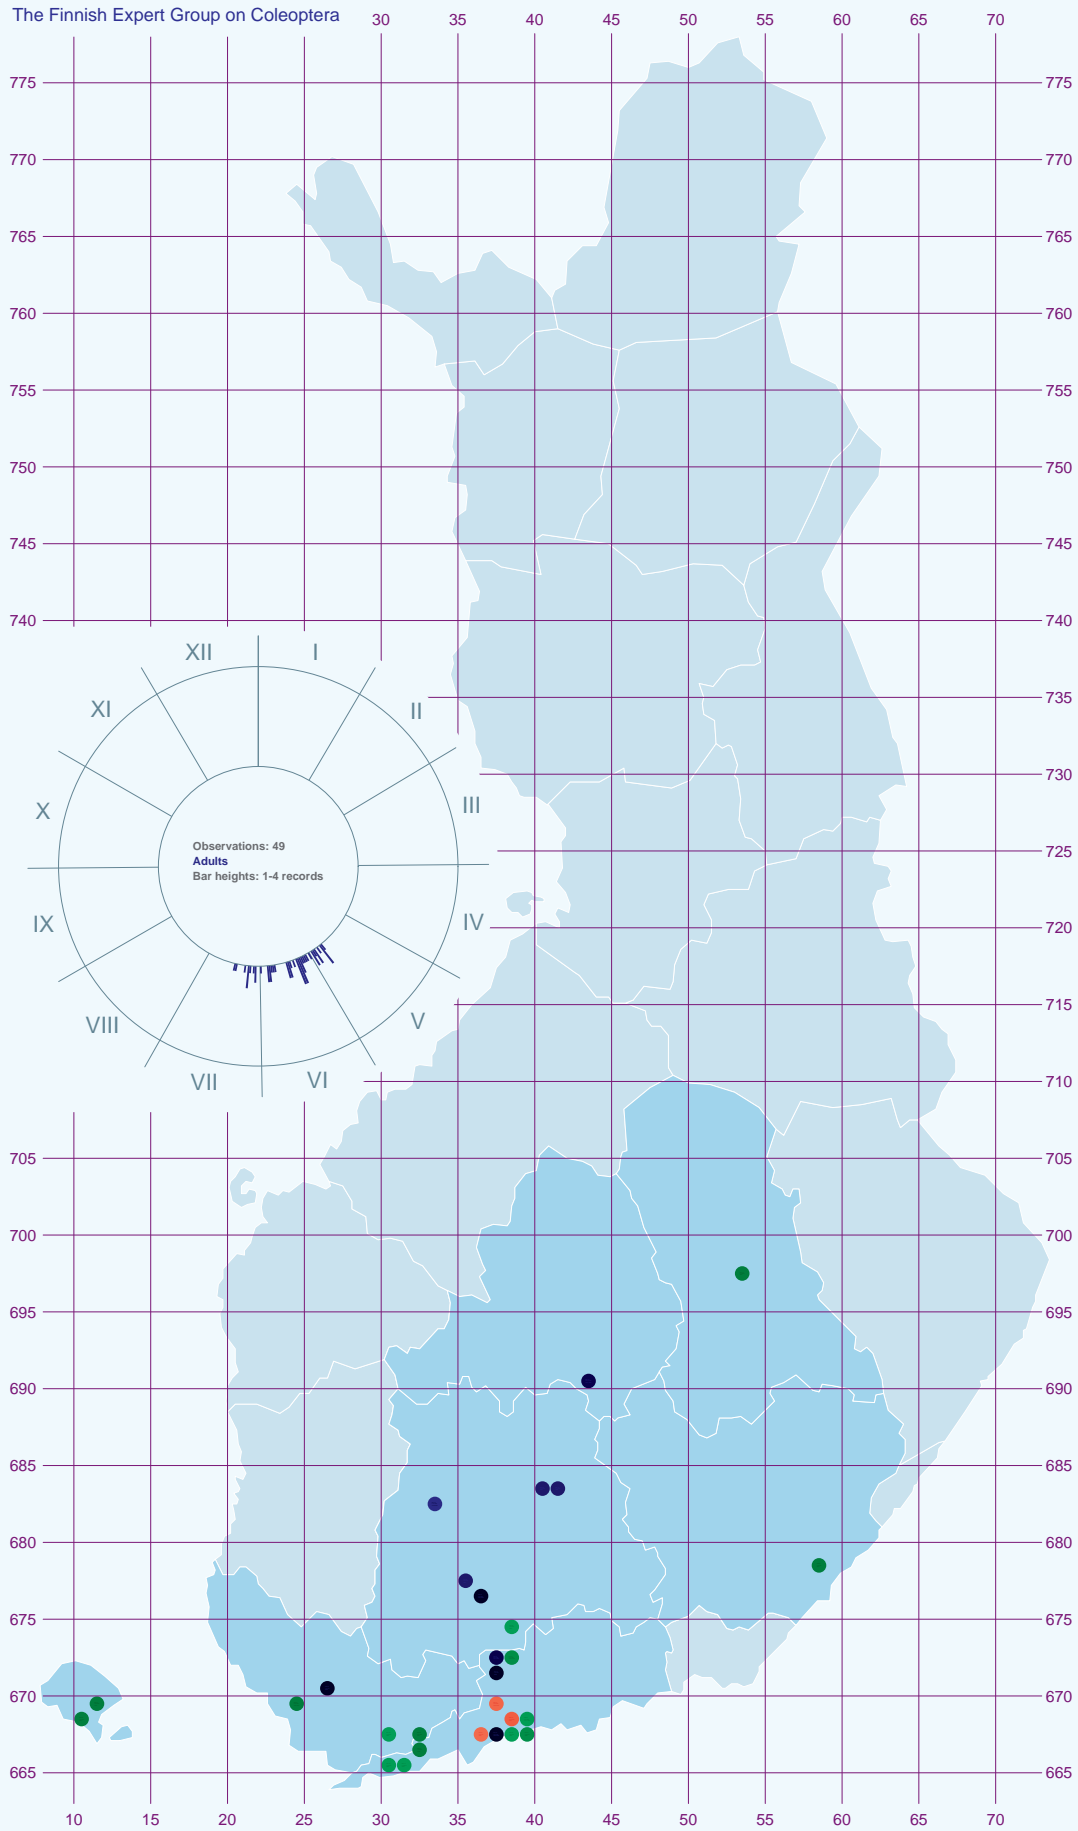 The Finnish Expert Group on Coleoptera 30 35 40 45 50 55 60 65 70
775 775
770 770
765 765
760 760
755 755
750 750
745 745
740 740
XII I
XI II
735
730
X III
725
Observations: 49
Adults
Bar heights: 1-4 records
IX IV 720
715
VIII V
VII VI
710
705 705
700 700
695 695
690 690
685 685
680 680
675 675
670 670
665 665
10 15 20 25 30 35 40 45 50 55 60 65 70